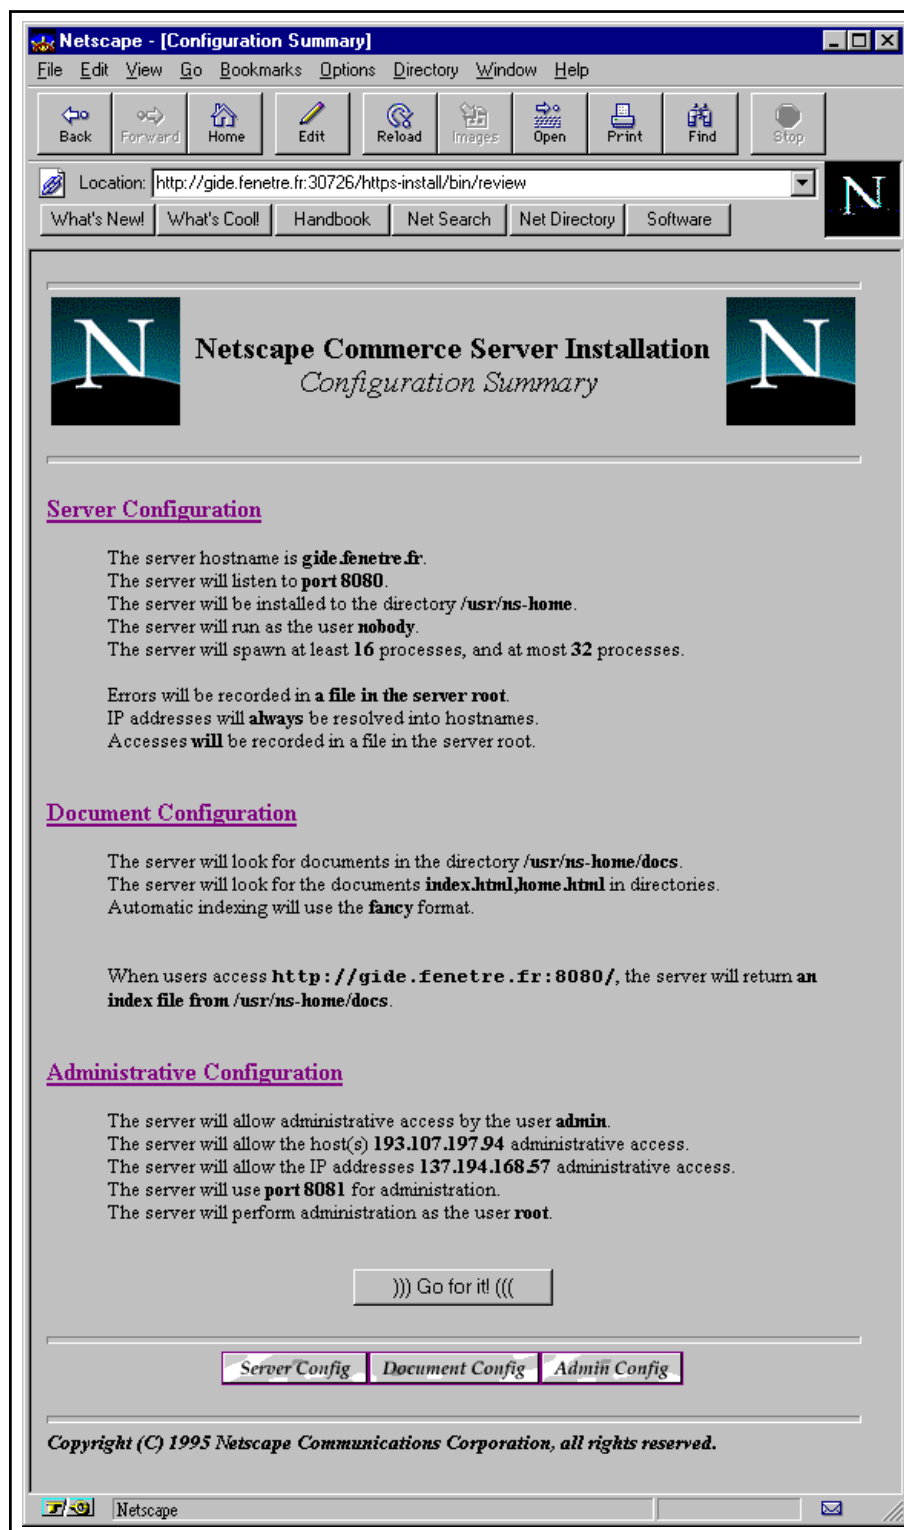 Netscape - [Configuration Summary]
File Edit View Go Bookmarks Options Directory Window Help
Back Forward Home Edit Reload Images Open Print Find Stop
Location: http://gide.fenetre.fr:30726/https-install/bin/review
N
What's New! What's Cool! Handbook Net Search Net Directory Software
N
Netscape Commerce Server Installation
Configuration Summary
N
Server Configuration
The server hostname is gide.fenetre.fr.
The server will listen to port 8080.
The server will be installed to the directory /usr/ns-home.
The server will run as the user nobody.
The server will spawn at least 16 processes, and at most 32 processes.
Errors will be recorded in a file in the server root.
IP addresses will always be resolved into hostnames.
Accesses will be recorded in a file in the server root.
Document Configuration
The server will look for documents in the directory /usr/ns-home/docs.
The server will look for the documents index.html,home.html in directories.
Automatic indexing will use the fancy format.
When users access http://gide.fenetre.fr:8080/, the server will return an
index file from /usr/ns-home/docs.
Administrative Configuration
The server will allow administrative access by the user admin.
The server will allow the host(s) 193.107.197.94 administrative access.
The server will allow the IP addresses 137.194.168.57 administrative access.
The server will use port 8081 for administration.
The server will perform administration as the user root.
))) Go for it! (((
Server Config Document Config Admin Config
Copyright (C) 1995 Netscape Communications Corporation, all rights reserved.
Netscape